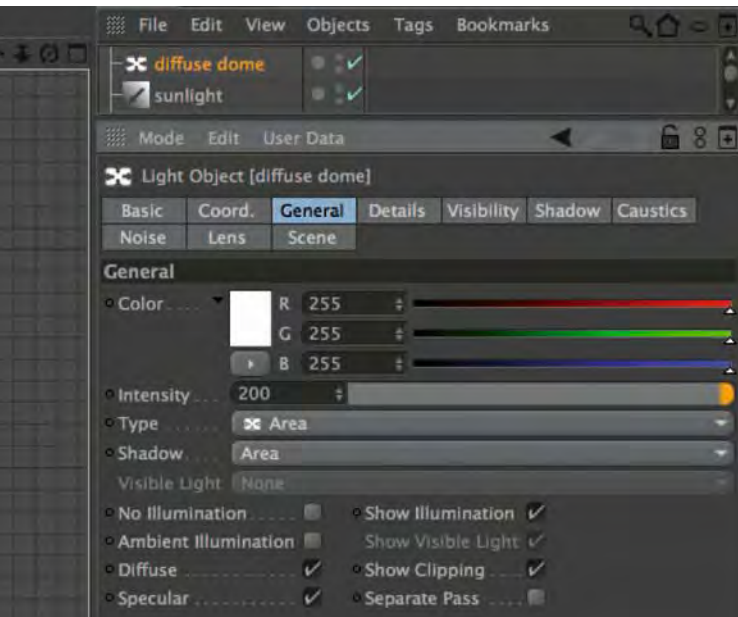 File Edit View Objects Tags Bookmarks
diffuse dome
sunlight
Mode Edit User Data
Light Object [diffuse dome]
Basic Coord. General Details Visibility Shadow Caustics
Noise Lens Scene
General
Color R 255
G 255
B 255
Intensity 200
Type Area
Shadow Area
Visible Light None
No Illumination Show Illumination
Ambient Illumination Show Visible Light
Diffuse Show Clipping
Specular Separate Pass